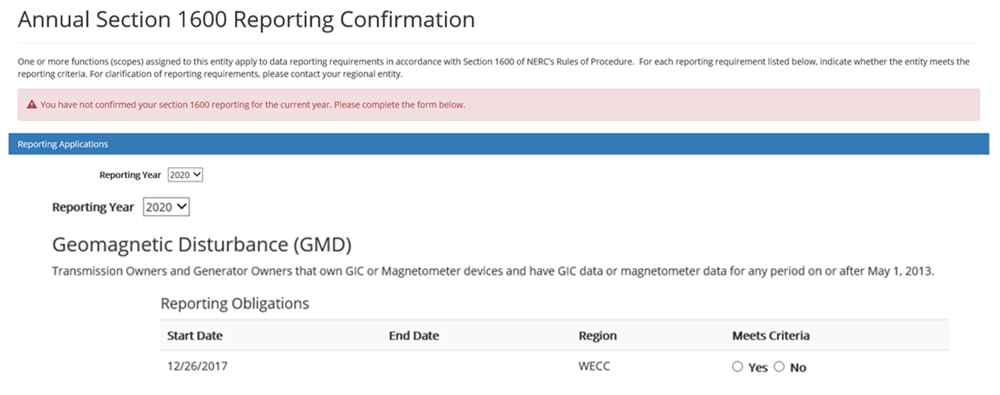 Annual Section 1600 Reporting Confirmation
One or more functions (scopes) assigned to this entity apply to data reporting requirements in accordance with Section 1600 of NERC's Rules of Procedure.  For each reporting requirement listed below, indicate whether the entity meets the
reporting criteria. For clarification of reporting requirements, please contact your regional entity.
You have not confirmed your section 1600 reporting for the current year. Please complete the form below.
Reporting Applications
Reporting Year 2020
Reporting Year 2020
Geomagnetic Disturbance (GMD)
Transmission Owners and Generator Owners that own GIC or Magnetometer devices and have GIC data or magnetometer data for any period on or after May 1, 2013.
Reporting Obligations
Start Date End Date Region Meets Criteria
12/26/2017 WECC Yes No